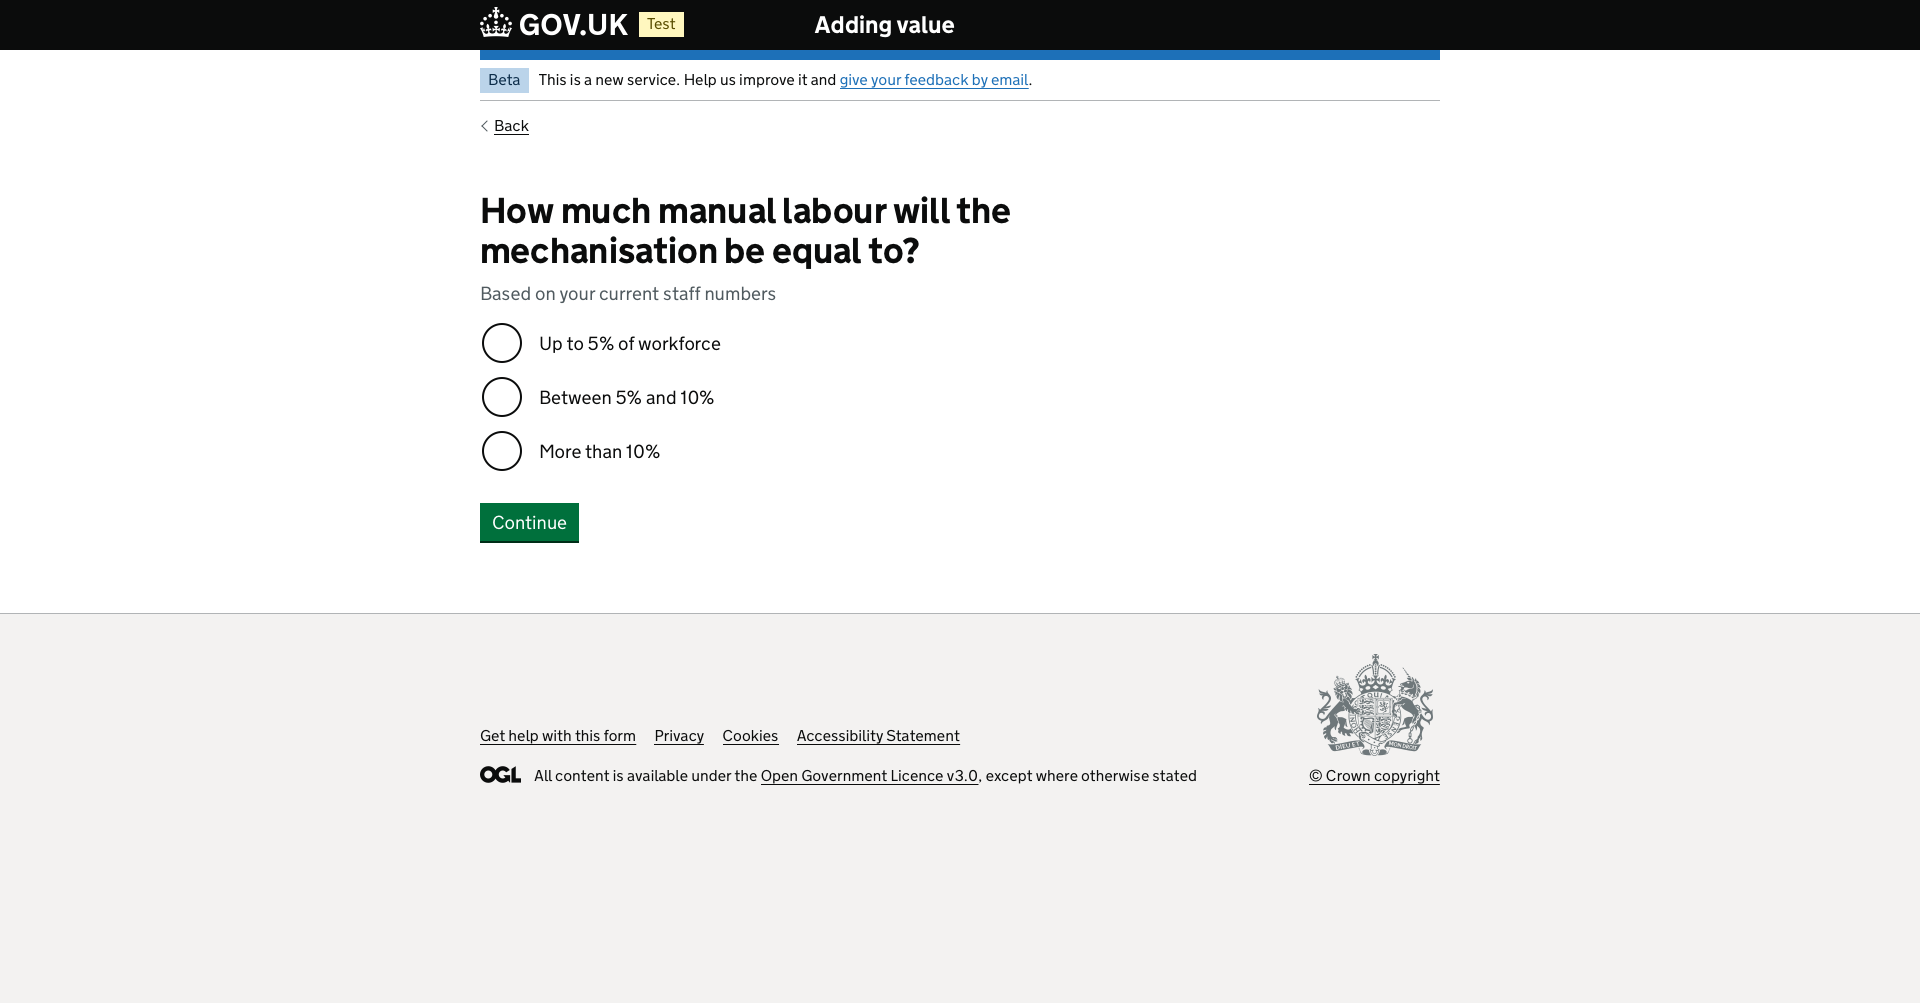 GOV.UK Test Adding value
Beta This is a new service. Help us improve it and give your feedback by email.
Back
How much manual labour will the
mechanisation be equal to?
Based on your current staff numbers
Up to 5% of workforce
Between 5% and 10%
More than 10%
Continue
Get help with this form Privacy Cookies Accessibility Statement
OGL All content is available under the Open Government Licence v3.0, except where otherwise stated
© Crown copyright